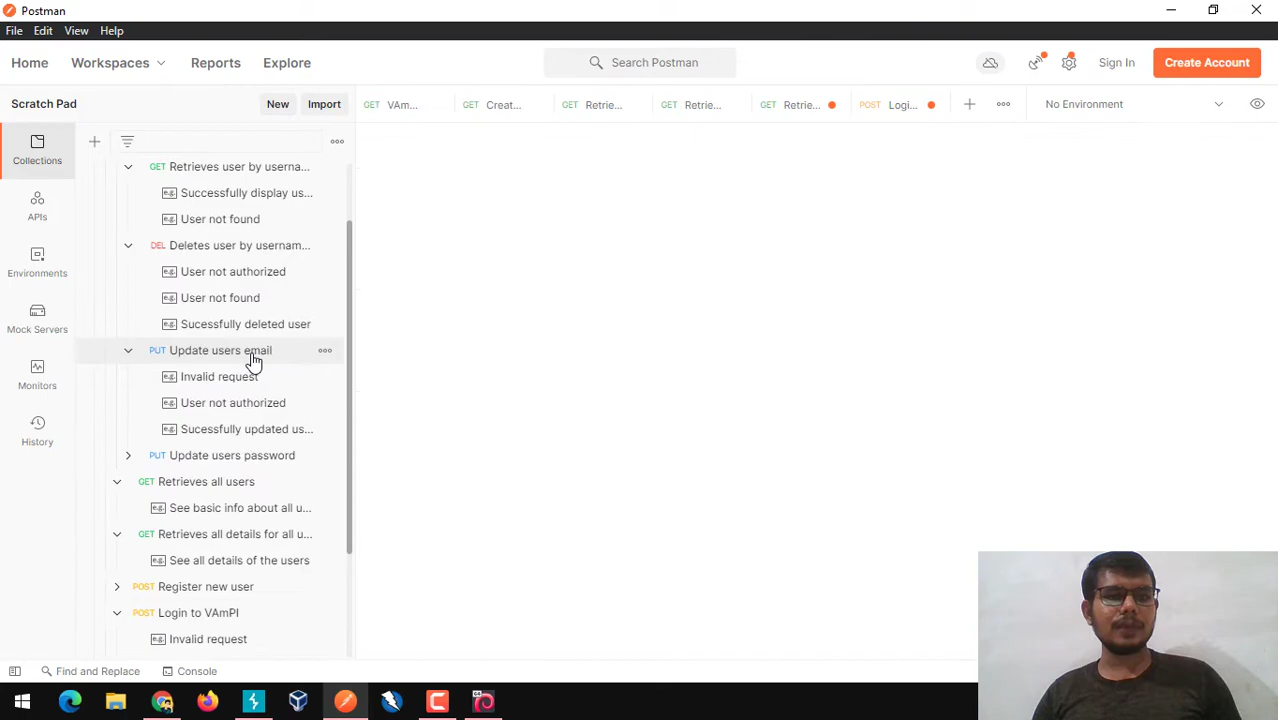 Postman
File Edit View Help
Home Workspaces Reports Explore Search Postman Sign In Create Account
Scratch Pad New Import GET VAm... GET Creat... GET Retrie... GET Retrie... GET Retrie... POST Logi... No Environment
Collections
APIs
Environments
Mock Servers
Monitors
History
GET Retrieves user by userna...
e.g. Successfully display us...
e.g. User not found
DEL Deletes user by usernam...
e.g. User not authorized
e.g. User not found
e.g. Sucessfully deleted user
PUT Update users email
e.g. Invalid request
e.g. User not authorized
e.g. Sucessfully updated us...
PUT Update users password
GET Retrieves all users
e.g. See basic info about all u...
GET Retrieves all details for all u...
e.g. See all details of the users
POST Register new user
POST Login to VAmPI
e.g. Invalid request
Find and Replace Console